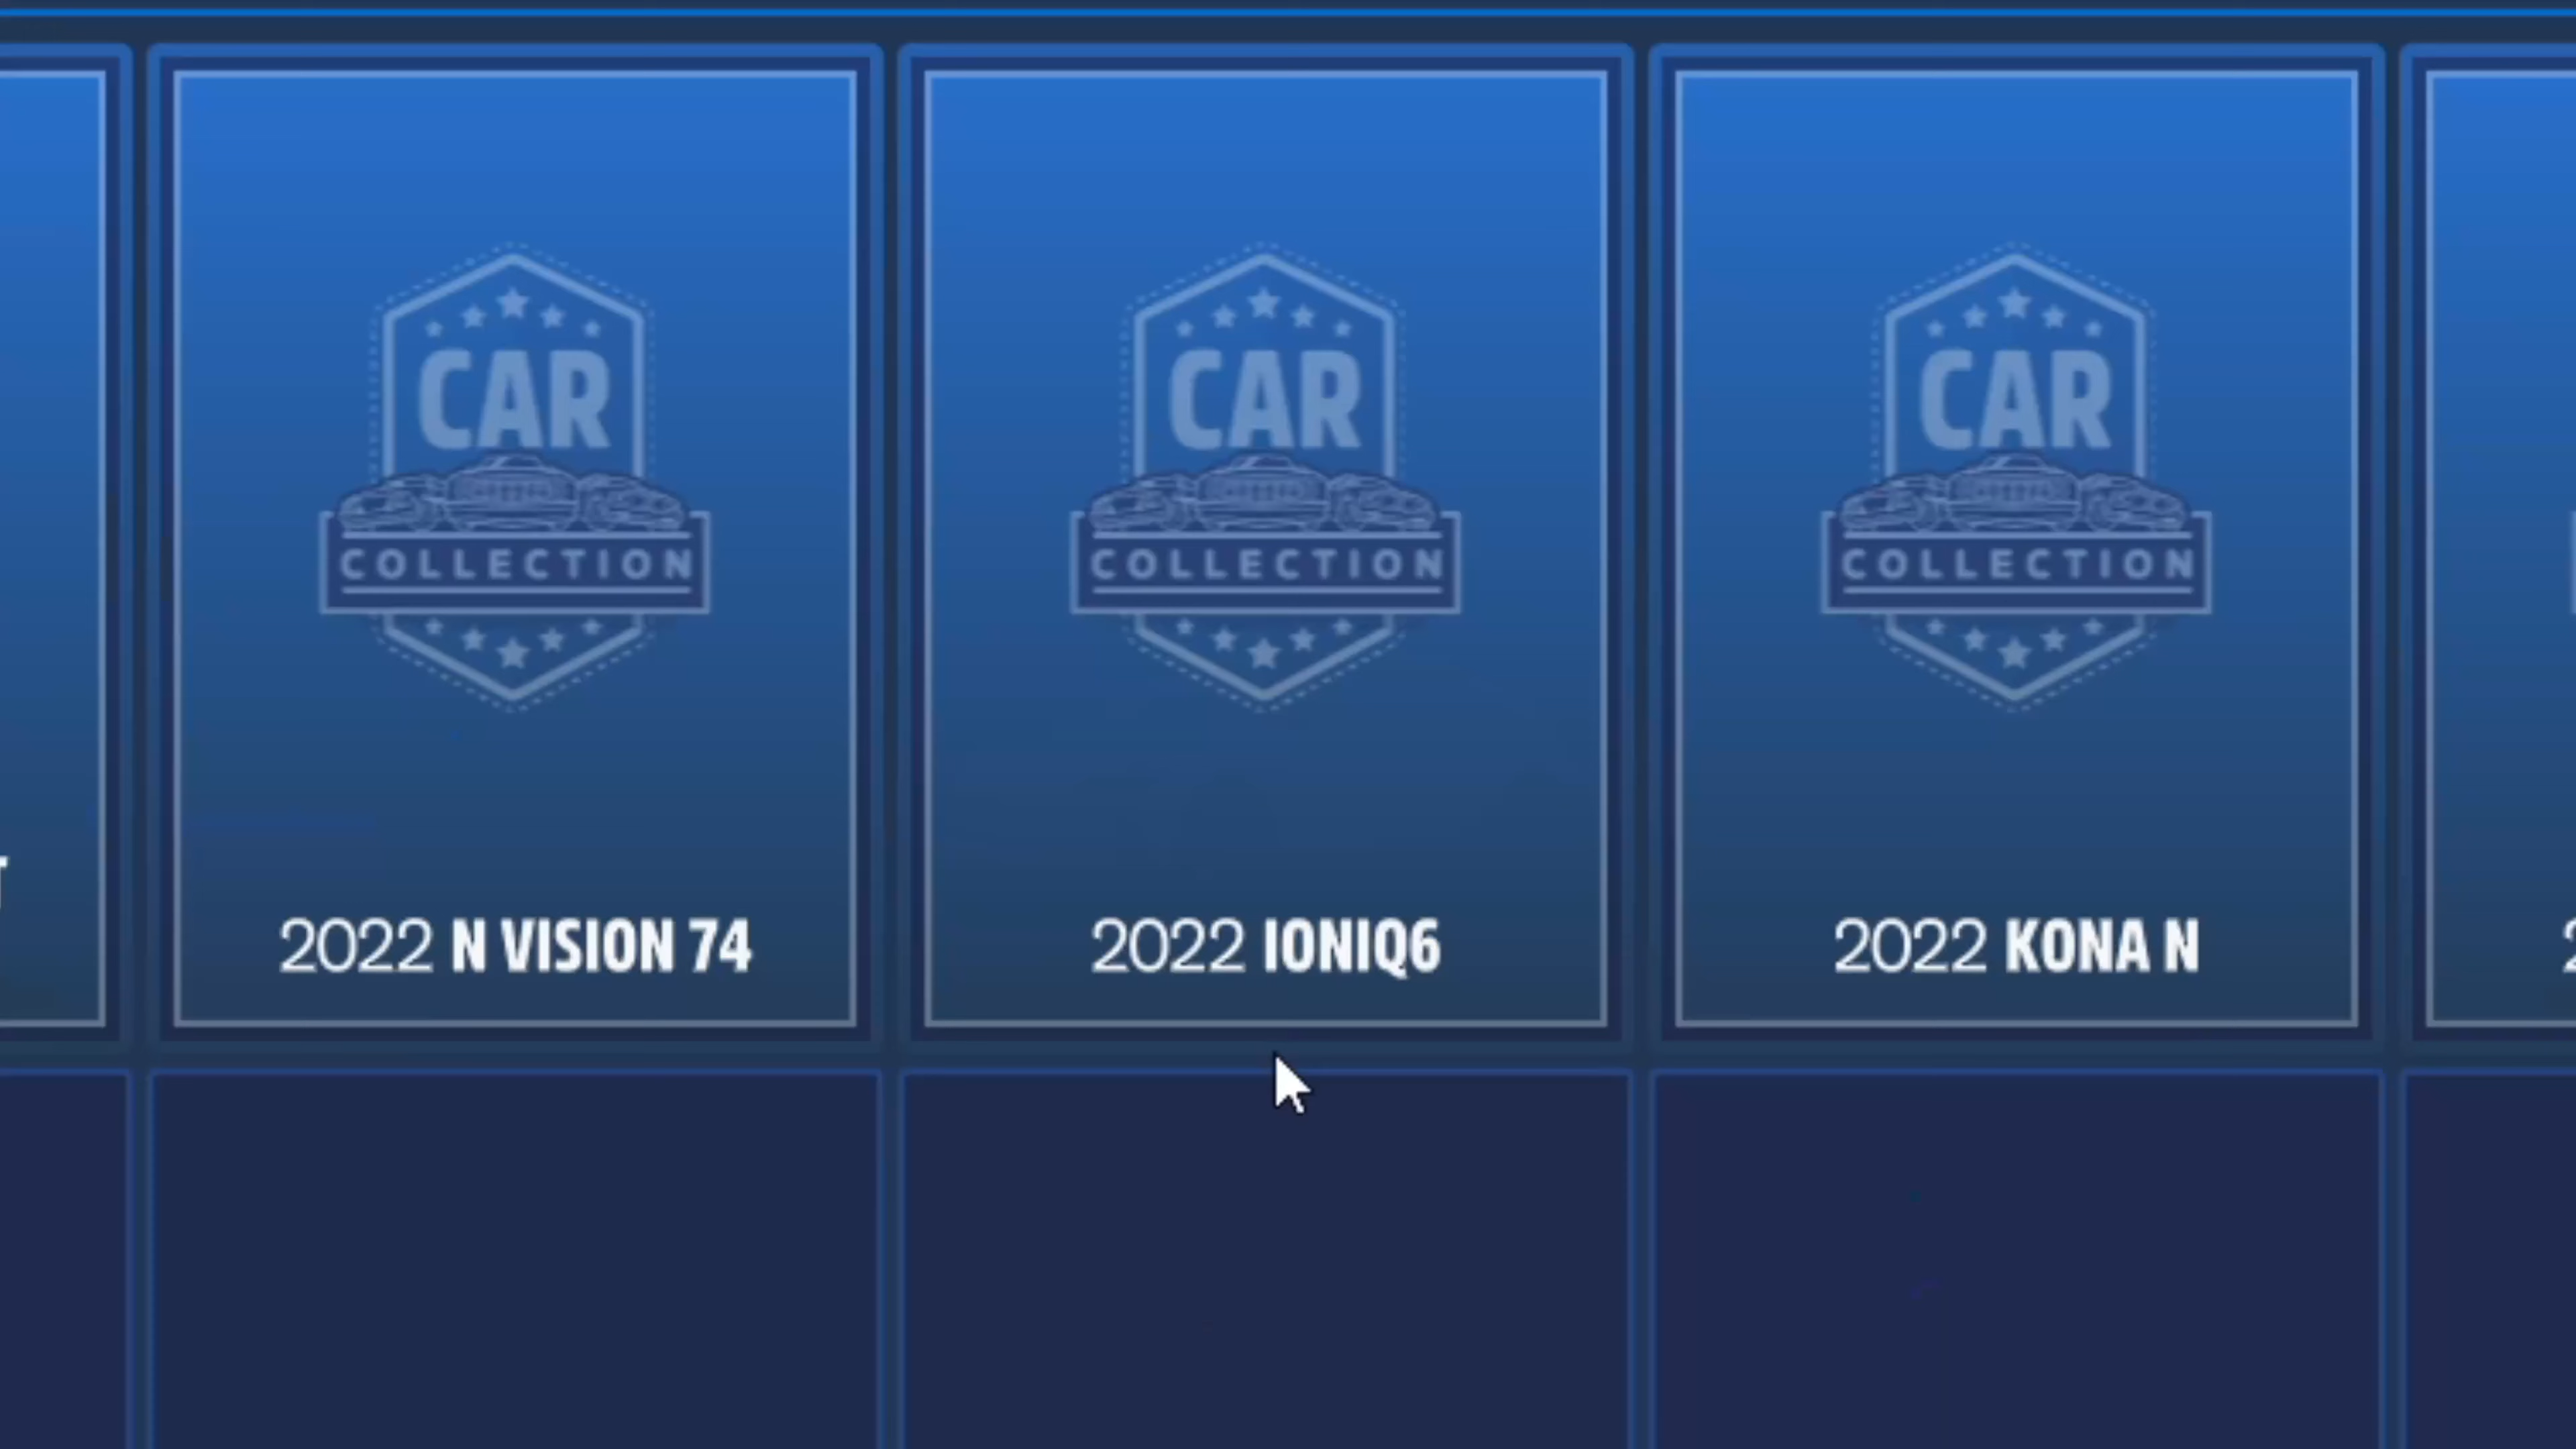 CAR
COLLECTION
2022 N VISION 74
CAR
COLLECTION
2022 IONIQ6
CAR
COLLECTION
2022 KONA N